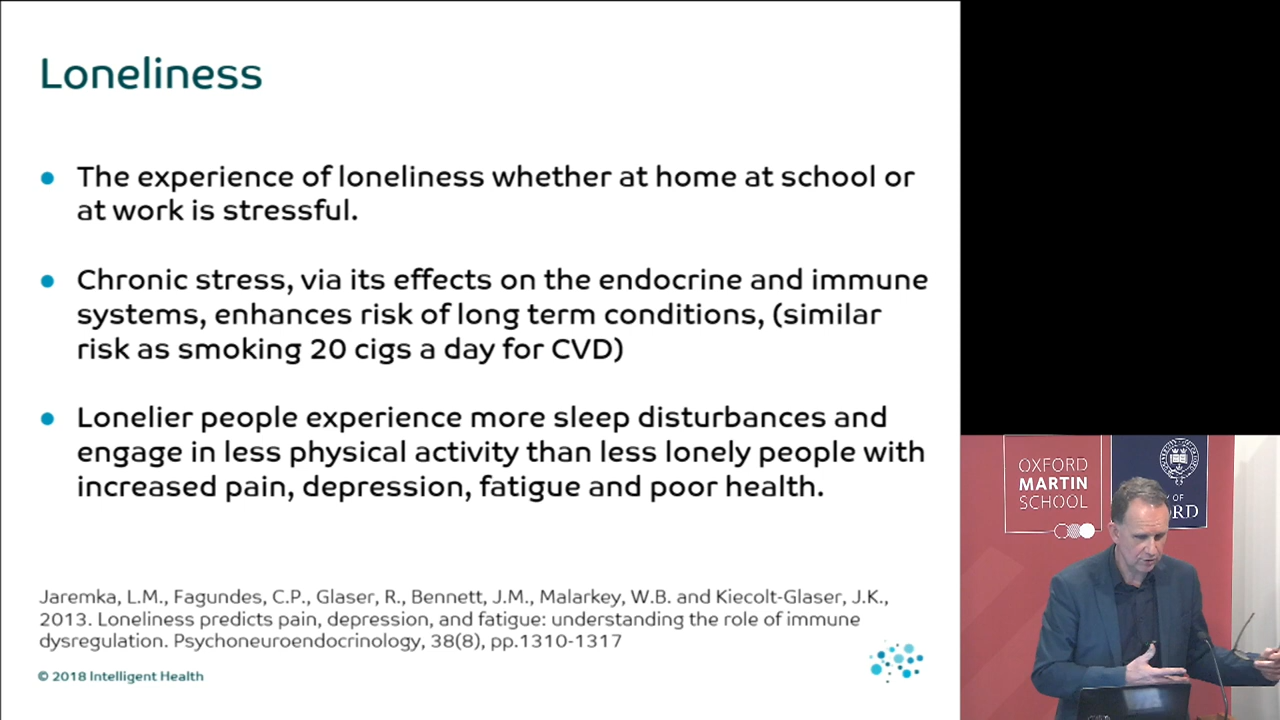 Loneliness
The experience of loneliness whether at home at school or
at work is stressful.
Chronic stress, via its effects on the endocrine and immune
systems, enhances risk of long term conditions, (similar
risk as smoking 20 cigs a day for CVD)
Lonelier people experience more sleep disturbances and
engage in less physical activity than less lonely people with
increased pain, depression, fatigue and poor health.
Jaremka, L.M., Fagundes, C.P., Glaser, R., Bennett, J.M., Malarkey, W.B. and Kiecolt-Glaser, J.K.,
2013. Loneliness predicts pain, depression, and fatigue: understanding the role of immune
dysregulation. Psychoneuroendocrinology, 38(8), pp.1310-1317
© 2018 Intelligent Health
OXFORD
MARTIN
SCHOOL